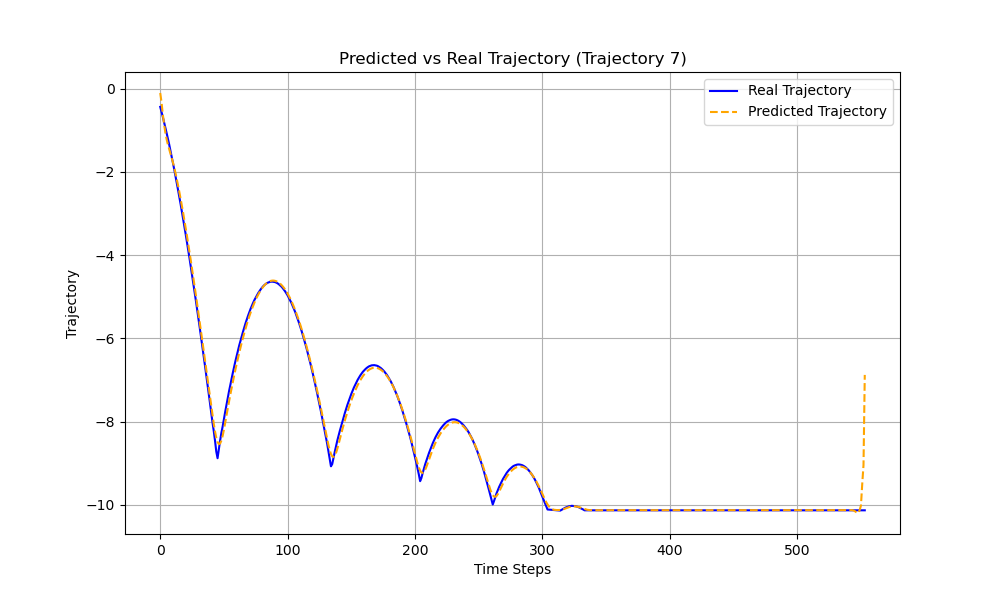 Predicted vs Real Trajectory (Trajectory 7)
Real Trajectory
Predicted Trajectory
Trajectory
0
−2
−4
−6
−8
−10
0 100 200 300 400 500
Time Steps